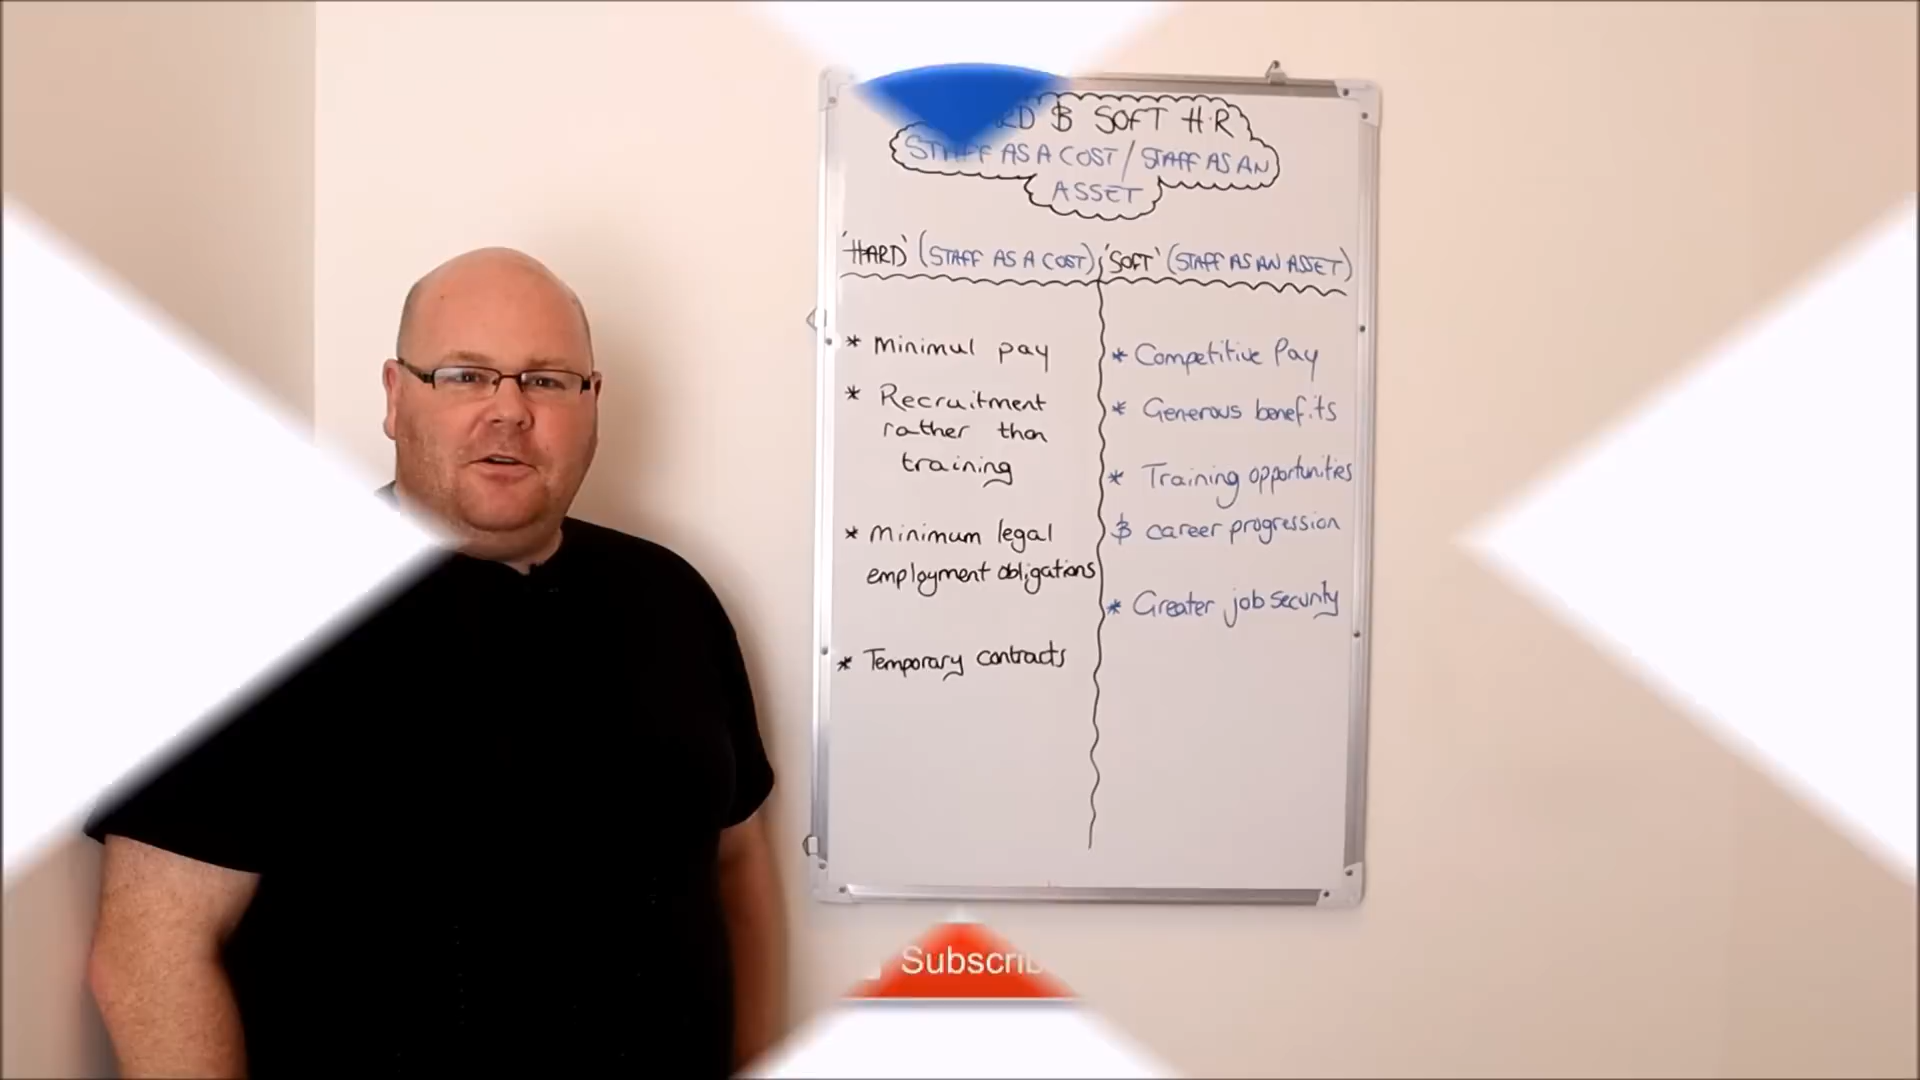 & SOFT H.R
STAFF AS A COST / STAFF AS AN
ASSET
'HARD' (STAFF AS A COST)
'SOFT' (STAFF AS AN ASSET)
* Minimul pay
* Recruitment
rather than
training
* Minimum legal
employment obligations
* Temporary contracts
* Competitive Pay
* Generous benefits
* Training opportunities
& career progression
* Greater job security
Subscrib